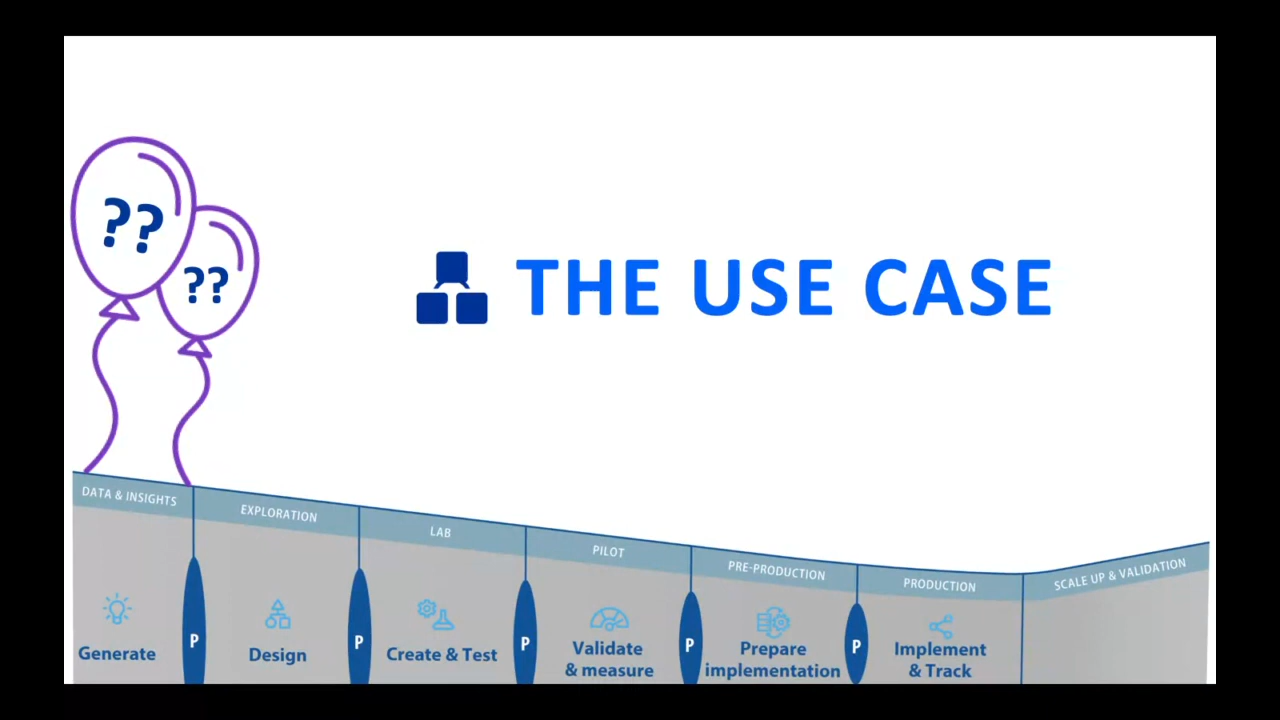 ??
??
THE USE CASE
DATA & INSIGHTS
EXPLORATION
LAB
PILOT
PRE-PRODUCTION
PRODUCTION
SCALE UP & VALIDATION
Generate
P
Design
P
Create & Test
P
Validate
& measure
P
Prepare
implementation
P
Implement
& Track